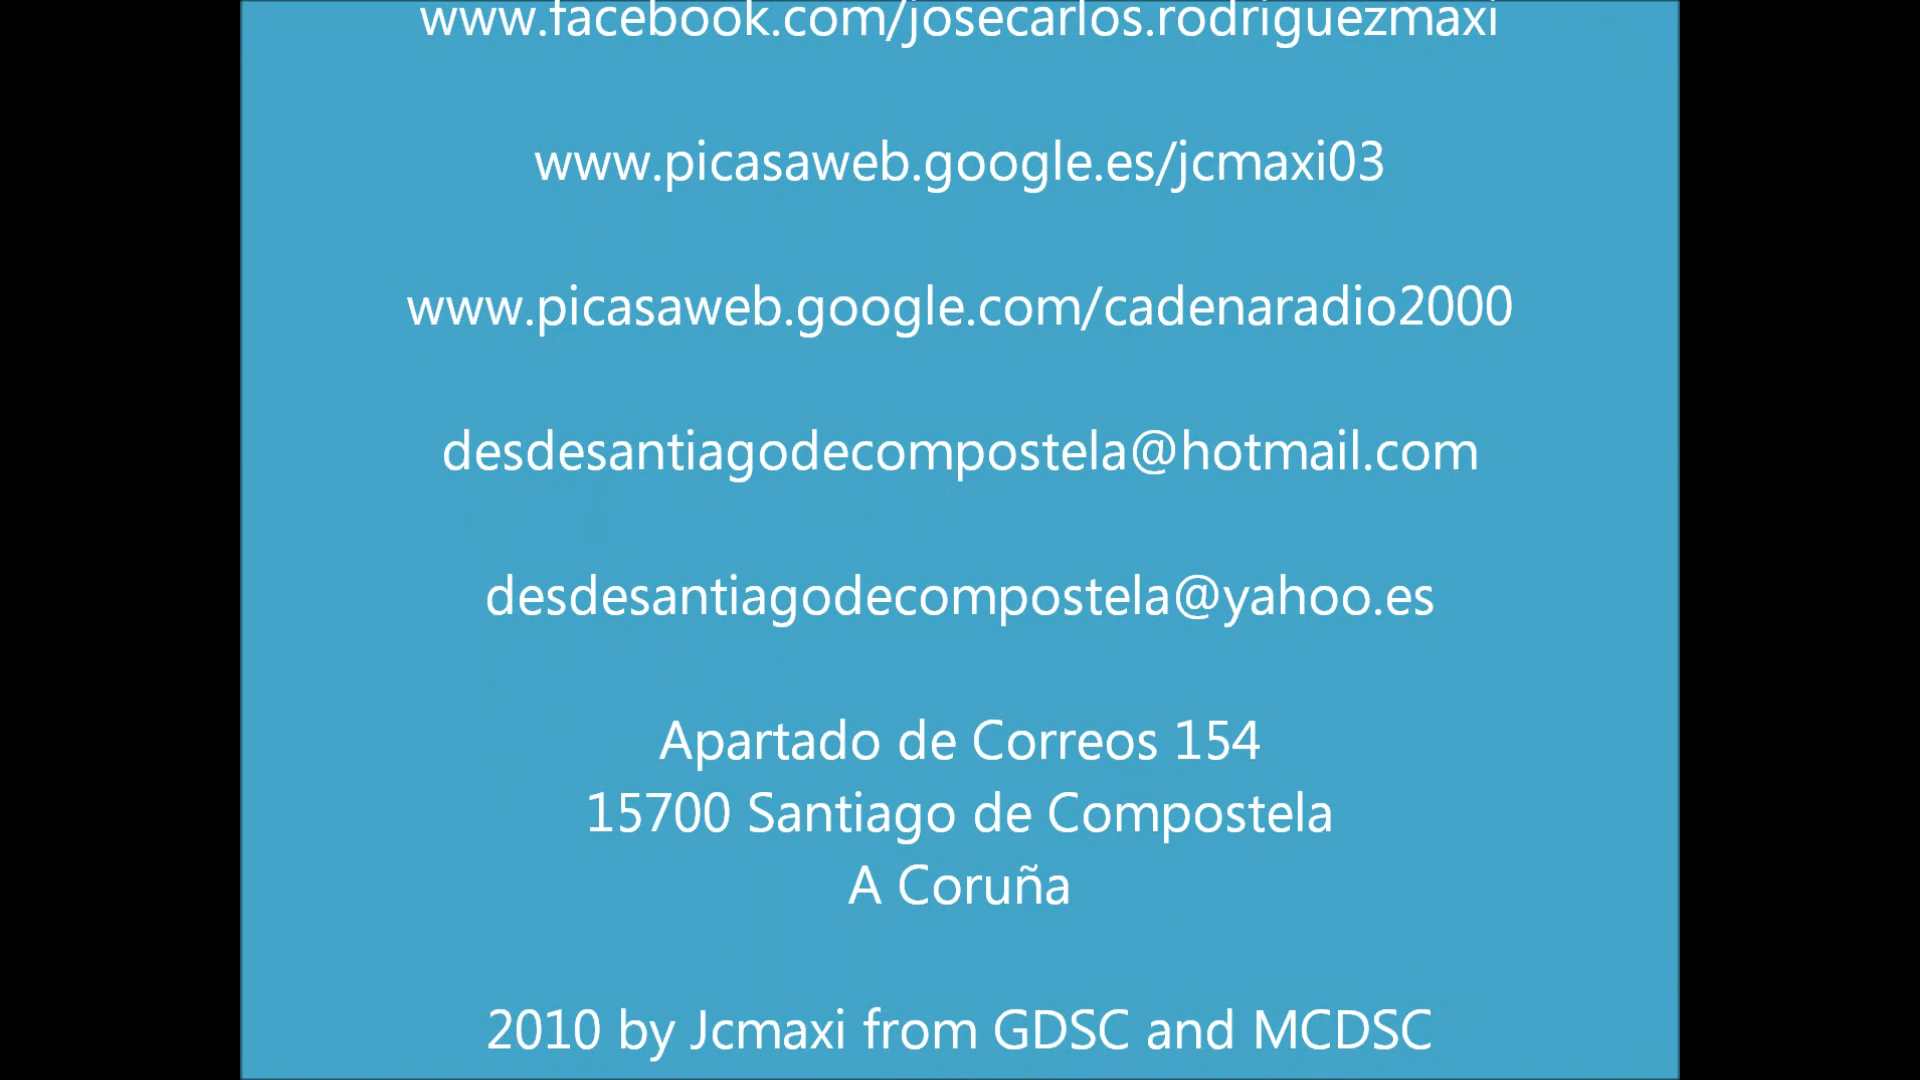 www.facebook.com/josecarlos.rodriguezmaxi
www.picasaweb.google.es/jcmaxi03
www.picasaweb.google.com/cadenaradio2000
desdesantiagodecompostela@hotmail.com
desdesantiagodecompostela@yahoo.es
Apartado de Correos 154
15700 Santiago de Compostela
A Coruña
2010 by Jcmaxi from GDSC and MCDSC